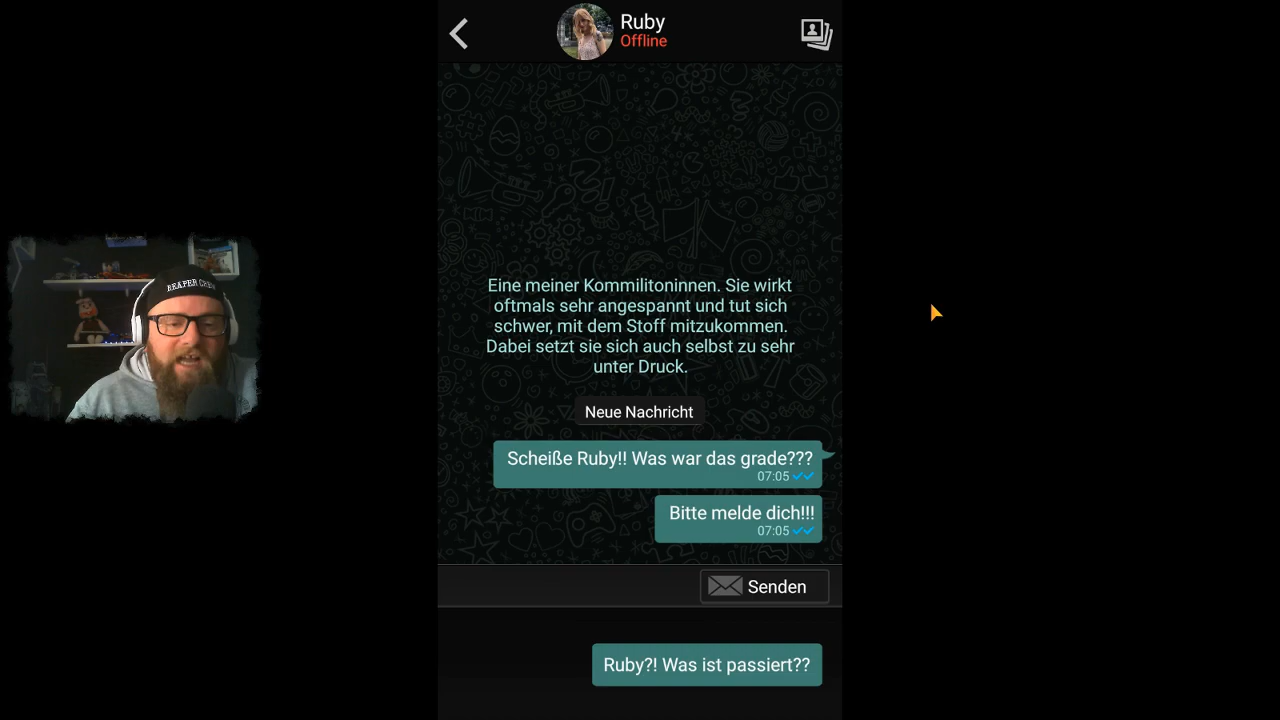 Ruby
Offline
REAPER CREW
Eine meiner Kommilitoninnen. Sie wirkt
oftmals sehr angespannt und tut sich
schwer, mit dem Stoff mitzukommen.
Dabei setzt sie sich auch selbst zu sehr
unter Druck.
Neue Nachricht
Scheiße Ruby!! Was war das grade???
07:05
Bitte melde dich!!!
07:05
Senden
Ruby?! Was ist passiert??